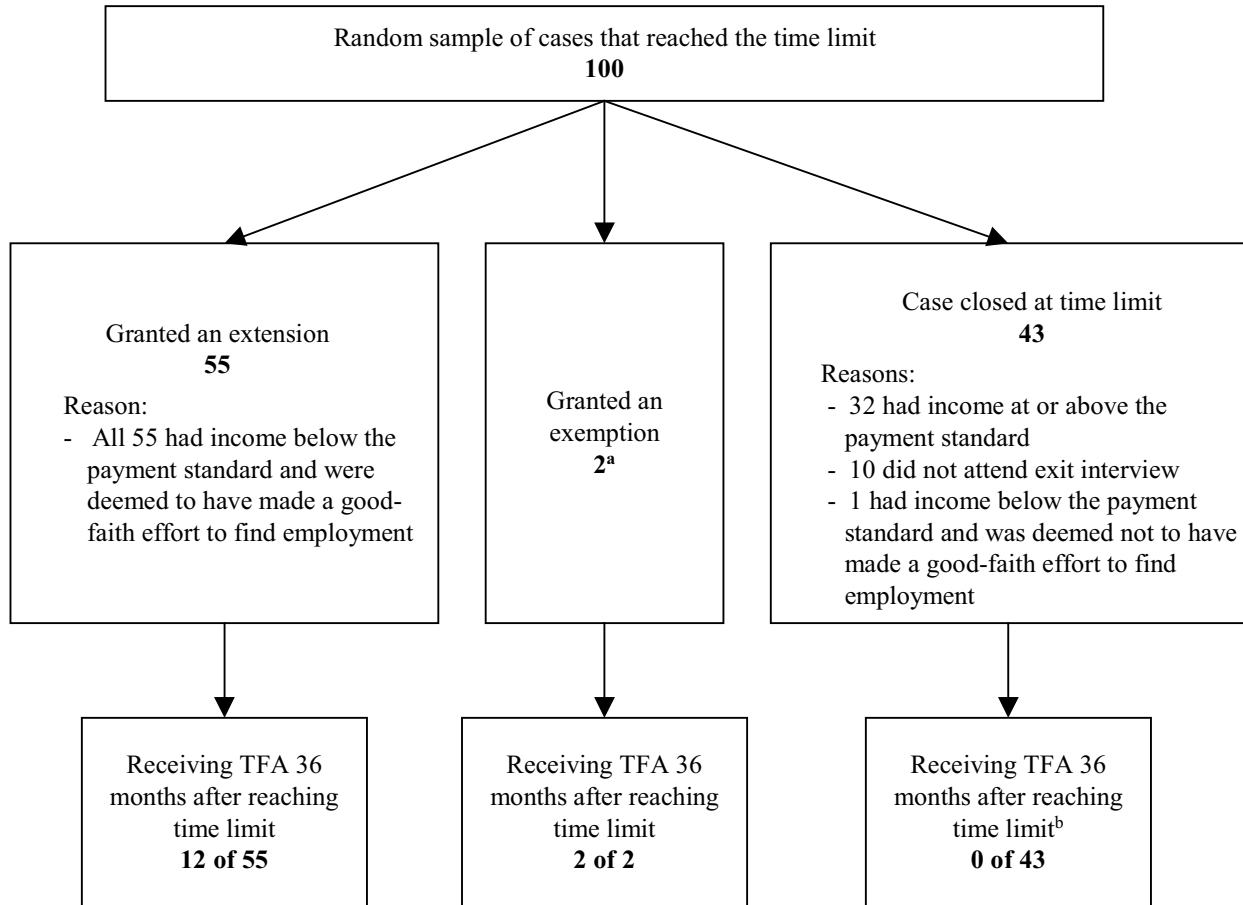 Random sample of cases that reached the time limit
100
Granted an extension
55
Reason:
- All 55 had income below the
payment standard and were
deemed to have made a good-
faith effort to find employment
Granted an
exemption
2a
Case closed at time limit
43
Reasons:
- 32 had income at or above the
payment standard
- 10 did not attend exit interview
- 1 had income below the payment
standard and was deemed not to have
made a good-faith effort to find
employment
Receiving TFA 36
months after reaching
time limit
12 of 55
Receiving TFA 36
months after reaching
time limit
2 of 2
Receiving TFA 36
months after reaching
time limitb
0 of 43